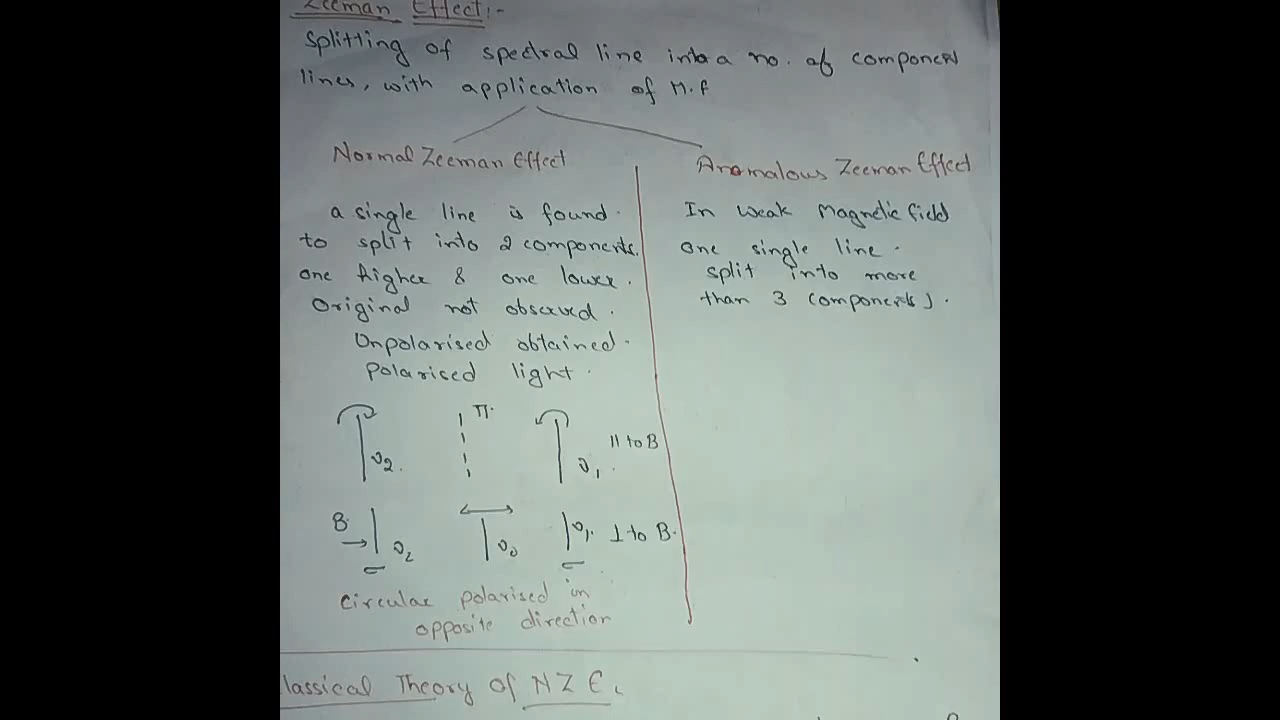 Zeeman Effect:-
Splitting of spectral line into a no. of component
lines, with application of M.F
Normal Zeeman Effect
a single line is found.
to split into 2 components.
one higher & one lower.
Original not observed.
Unpolarised obtained.
Polarised light.
π.
ν2.
ν1.
|| to B
B.
ν2
ν0
ν1.
⊥ to B.
σ
σ
circular polarised in
opposite direction
Anomalous Zeeman Effect
In weak Magnetic field
one single line.
split into more
than 3 components).
lassical Theory of NZE.